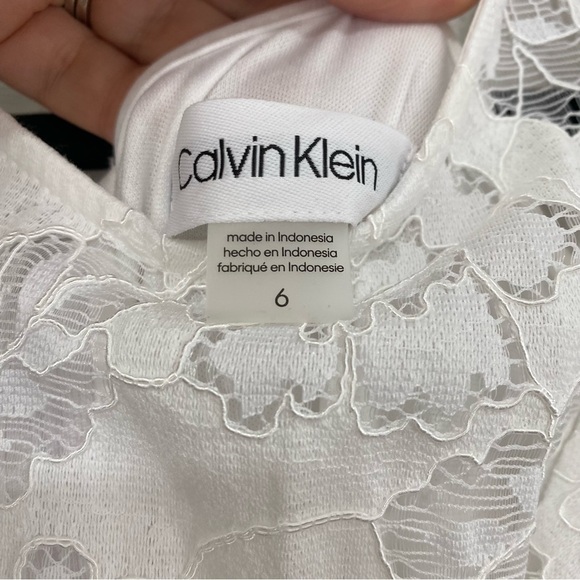 Calvin Klein
made in Indonesia
hecho en Indonesia
fabriqué en Indonesie
6